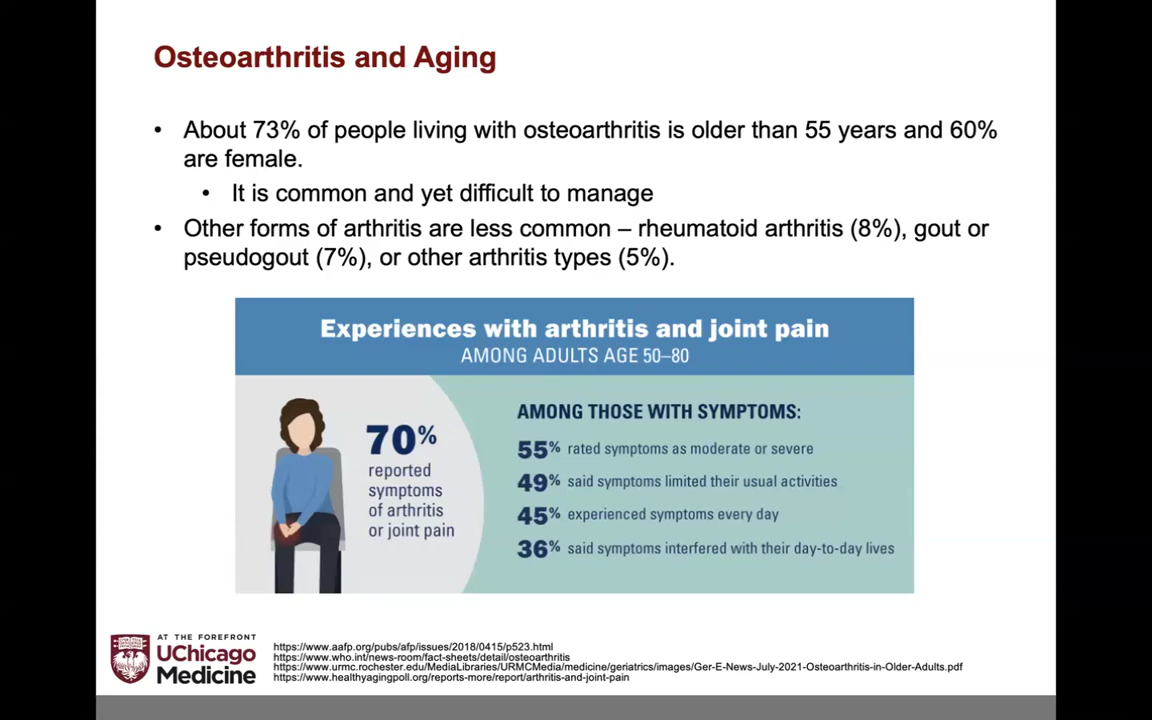 Osteoarthritis and Aging
• About 73% of people living with osteoarthritis is older than 55 years and 60%
are female.
• It is common and yet difficult to manage
• Other forms of arthritis are less common – rheumatoid arthritis (8%), gout or
pseudogout (7%), or other arthritis types (5%).
Experiences with arthritis and joint pain
AMONG ADULTS AGE 50–80
70%
reported
symptoms
of arthritis
or joint pain
AMONG THOSE WITH SYMPTOMS:
55% rated symptoms as moderate or severe
49% said symptoms limited their usual activities
45% experienced symptoms every day
36% said symptoms interfered with their day-to-day lives
AT THE FOREFRONT
UChicago
Medicine
https://www.aafp.org/pubs/afp/issues/2018/0415/p523.html
https://www.who.int/news-room/fact-sheets/detail/osteoarthritis
https://www.urmc.rochester.edu/MediaLibraries/URMCMedia/medicine/geriatrics/images/Ger-E-News-July-2021-Osteoarthritis-in-Older-Adults.pdf
https://www.healthyagingpoll.org/reports-more/report/arthritis-and-joint-pain